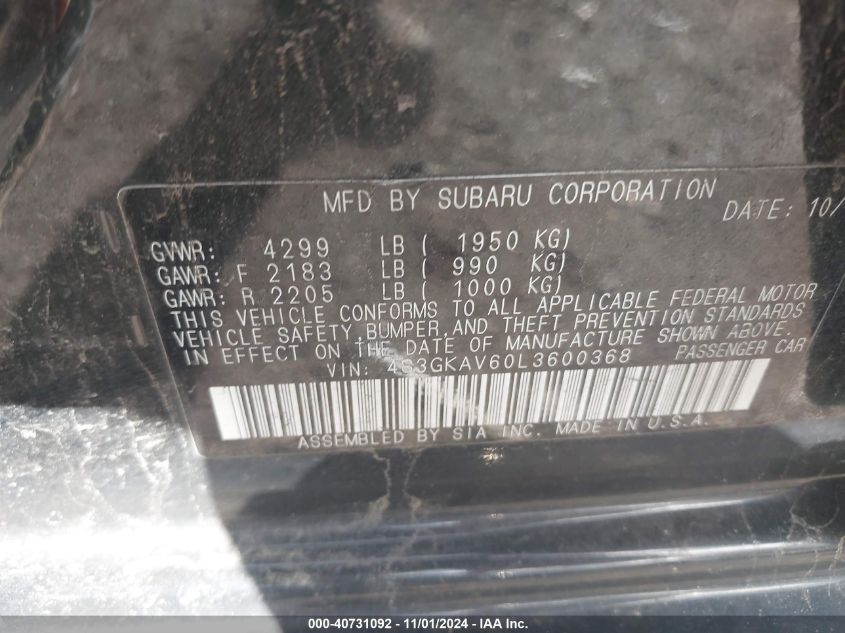 MFD BY SUBARU CORPORATION
DATE: 10/
GVWR: 4299 LB ( 1950 KG)
GAWR: F 2183 LB ( 990 KG)
GAWR: R 2205 LB ( 1000 KG)
THIS VEHICLE CONFORMS TO ALL APPLICABLE FEDERAL MOTOR
VEHICLE SAFETY, BUMPER, AND THEFT PREVENTION STANDARDS
IN EFFECT ON THE DATE OF MANUFACTURE SHOWN ABOVE.
VIN: 4S3GKAV60L3600368 PASSENGER CAR
ASSEMBLED BY SIA INC. MADE IN U.S.A.
000-40731092 - 11/01/2024 - IAA Inc.